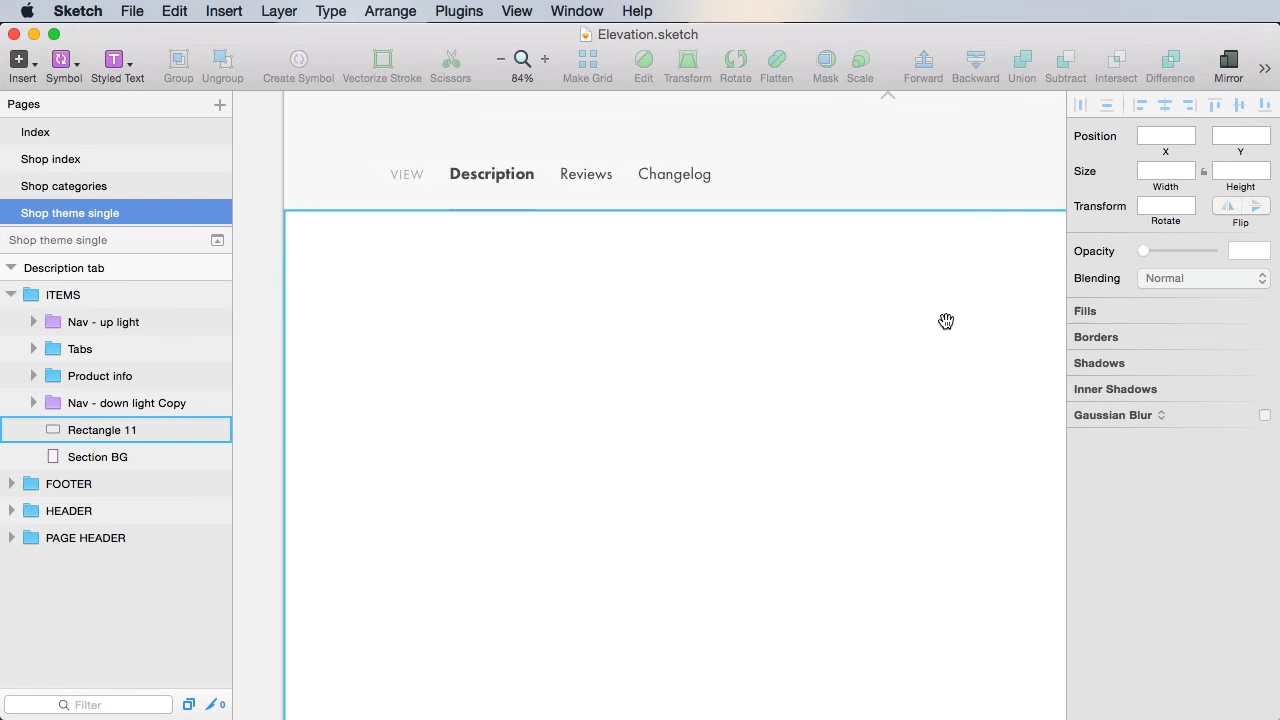 Sketch File Edit Insert Layer Type Arrange Plugins View Window Help
Elevation.sketch
Insert Symbol Styled Text Group Ungroup Create Symbol Vectorize Stroke Scissors 84% Make Grid Edit Transform Rotate Flatten Mask Scale Forward Backward Union Subtract Intersect Difference Mirror
Pages
Index
Shop index
Shop categories
Shop theme single
Shop theme single
Description tab
ITEMS
Nav - up light
Tabs
Product info
Nav - down light Copy
Rectangle 11
Section BG
FOOTER
HEADER
PAGE HEADER
Filter
0
VIEW Description Reviews Changelog
Position
X Y
Size
Width Height
Transform
Rotate Flip
Opacity
Blending Normal
Fills
Borders
Shadows
Inner Shadows
Gaussian Blur